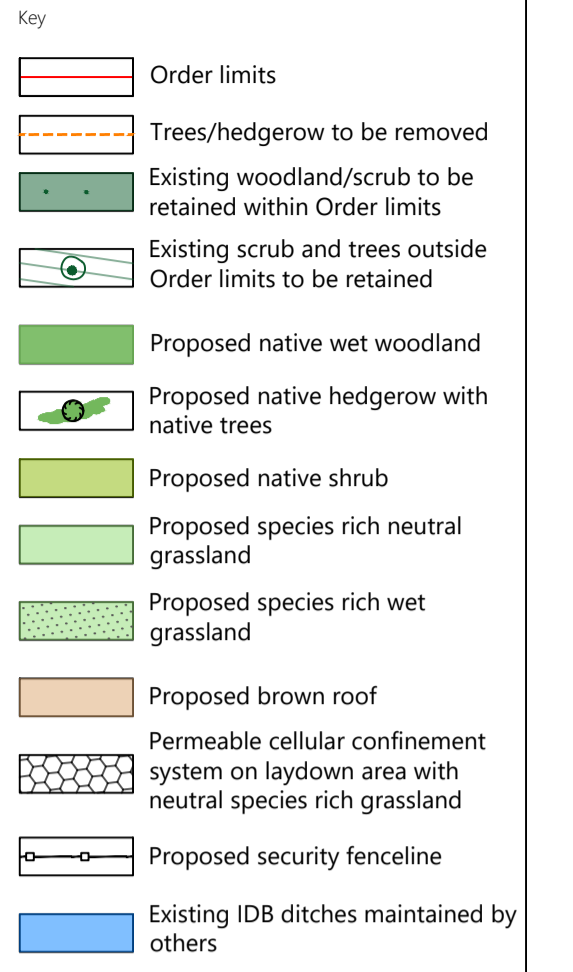 Key
Order limits
Trees/hedgerow to be removed
Existing woodland/scrub to be
retained within Order limits
Existing scrub and trees outside
Order limits to be retained
Proposed native wet woodland
Proposed native hedgerow with
native trees
Proposed native shrub
Proposed species rich neutral
grassland
Proposed species rich wet
grassland
Proposed brown roof
Permeable cellular confinement
system on laydown area with
neutral species rich grassland
Proposed security fenceline
Existing IDB ditches maintained by
others